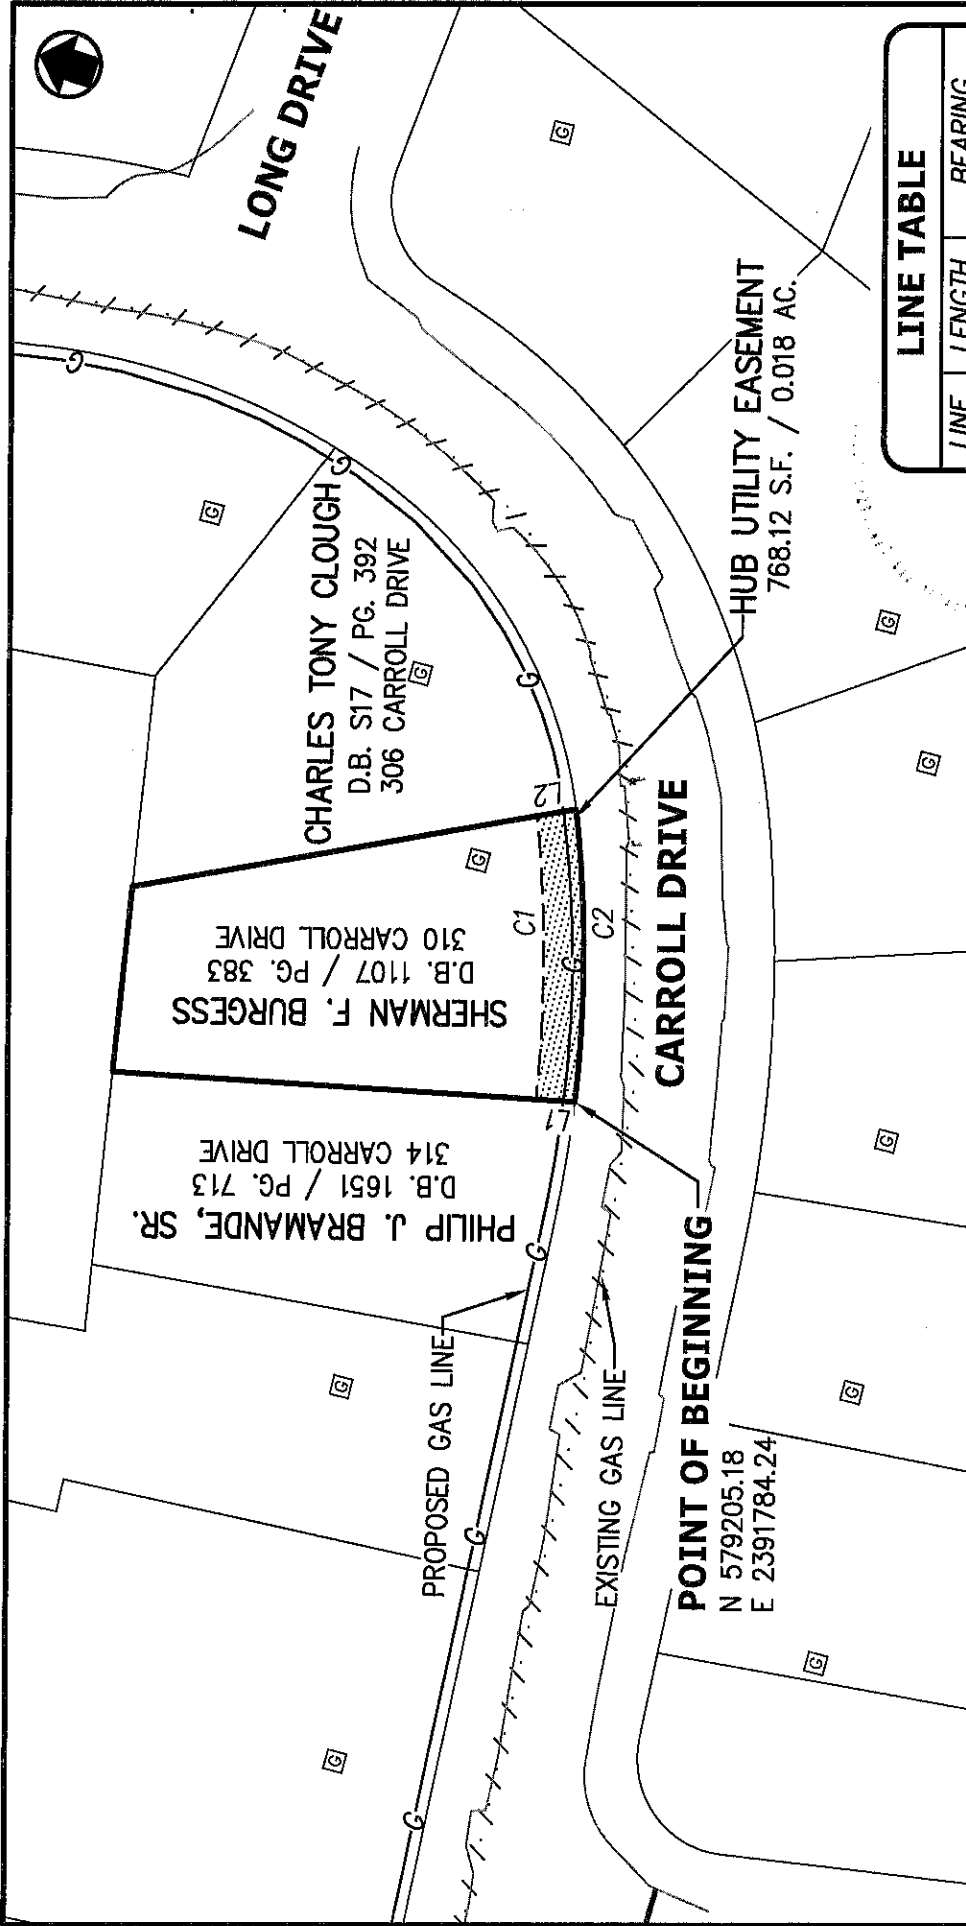 LONG DRIVE
G
CHARLES TONY CLOUGH
D.B. S17 / PG. 392
306 CARROLL DRIVE
G
G
G
G
G
SHERMAN F. BURGESS
D.B. 1107 / PG. 383
310 CARROLL DRIVE
G
L2
C1
G
C2
L1
PHILIP J. BRAMANDE, SR.
D.B. 1651 / PG. 713
314 CARROLL DRIVE
CARROLL DRIVE
HUB UTILITY EASEMENT
768.12 S.F. / 0.018 AC.
G
G
G
G
PROPOSED GAS LINE
G
G
G
G
G
EXISTING GAS LINE
POINT OF BEGINNING
N 579205.18
E 2391784.24
G
G
LINE TABLE
LINE LENGTH BEARING